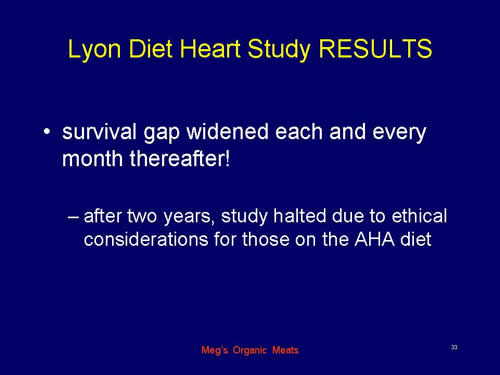 Lyon Diet Heart Study RESULTS
• survival gap widened each and every
month thereafter!
– after two years, study halted due to ethical
considerations for those on the AHA diet
Meg's Organic Meats
33